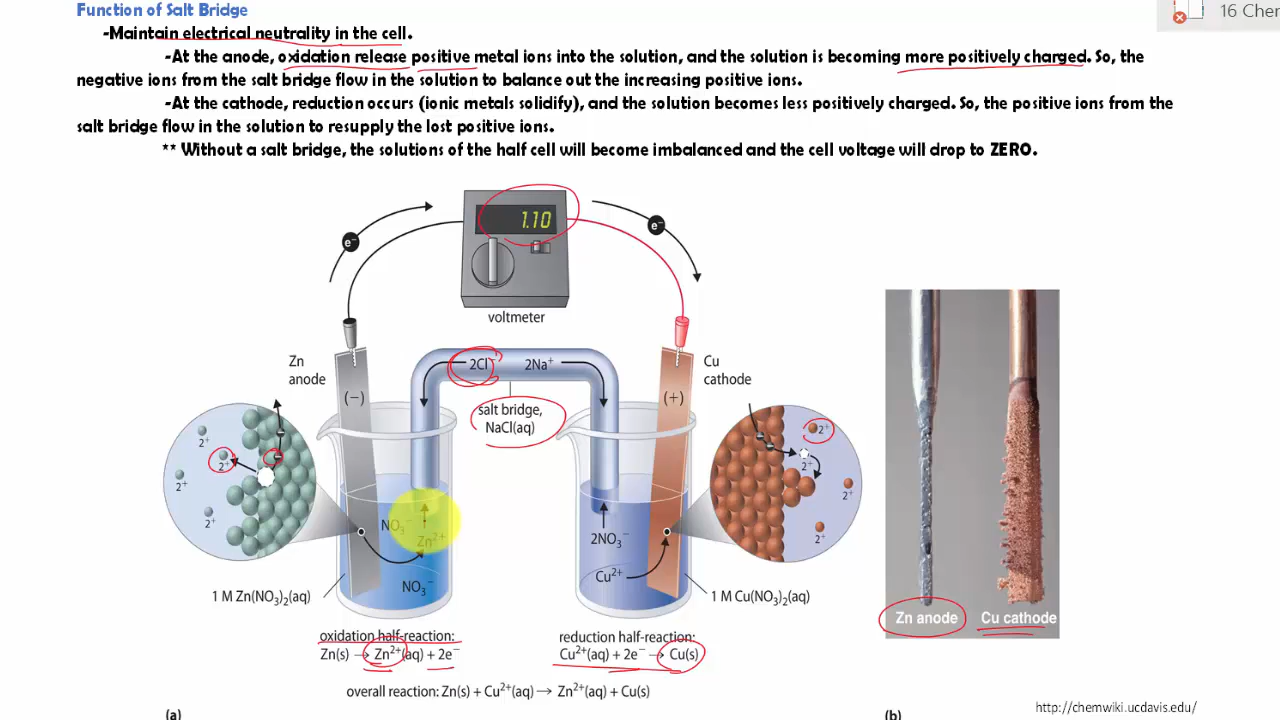 Function of Salt Bridge
16 Chem
-Maintain electrical neutrality in the cell.
-At the anode, oxidation release positive metal ions into the solution, and the solution is becoming more positively charged. So, the
negative ions from the salt bridge flow in the solution to balance out the increasing positive ions.
-At the cathode, reduction occurs (ionic metals solidify), and the solution becomes less positively charged. So, the positive ions from the
salt bridge flow in the solution to resupply the lost positive ions.
** Without a salt bridge, the solutions of the half cell will become imbalanced and the cell voltage will drop to ZERO.
1.10
e⁻
e⁻
voltmeter
Zn
anode
2Cl⁻
2Na⁺
Cu
cathode
(−)
(+)
salt bridge,
NaCl(aq)
2+
2+
2+
2+
2+
2+
2+
2+
NO₃⁻
Zn²⁺
NO₃⁻
2NO₃⁻
Cu²⁺
1 M Zn(NO₃)₂(aq)
1 M Cu(NO₃)₂(aq)
Zn anode
Cu cathode
oxidation half-reaction:
Zn(s) → Zn²⁺(aq) + 2e⁻
reduction half-reaction:
Cu²⁺(aq) + 2e⁻ → Cu(s)
overall reaction: Zn(s) + Cu²⁺(aq) → Zn²⁺(aq) + Cu(s)
(a)
(b)
http://chemwiki.ucdavis.edu/